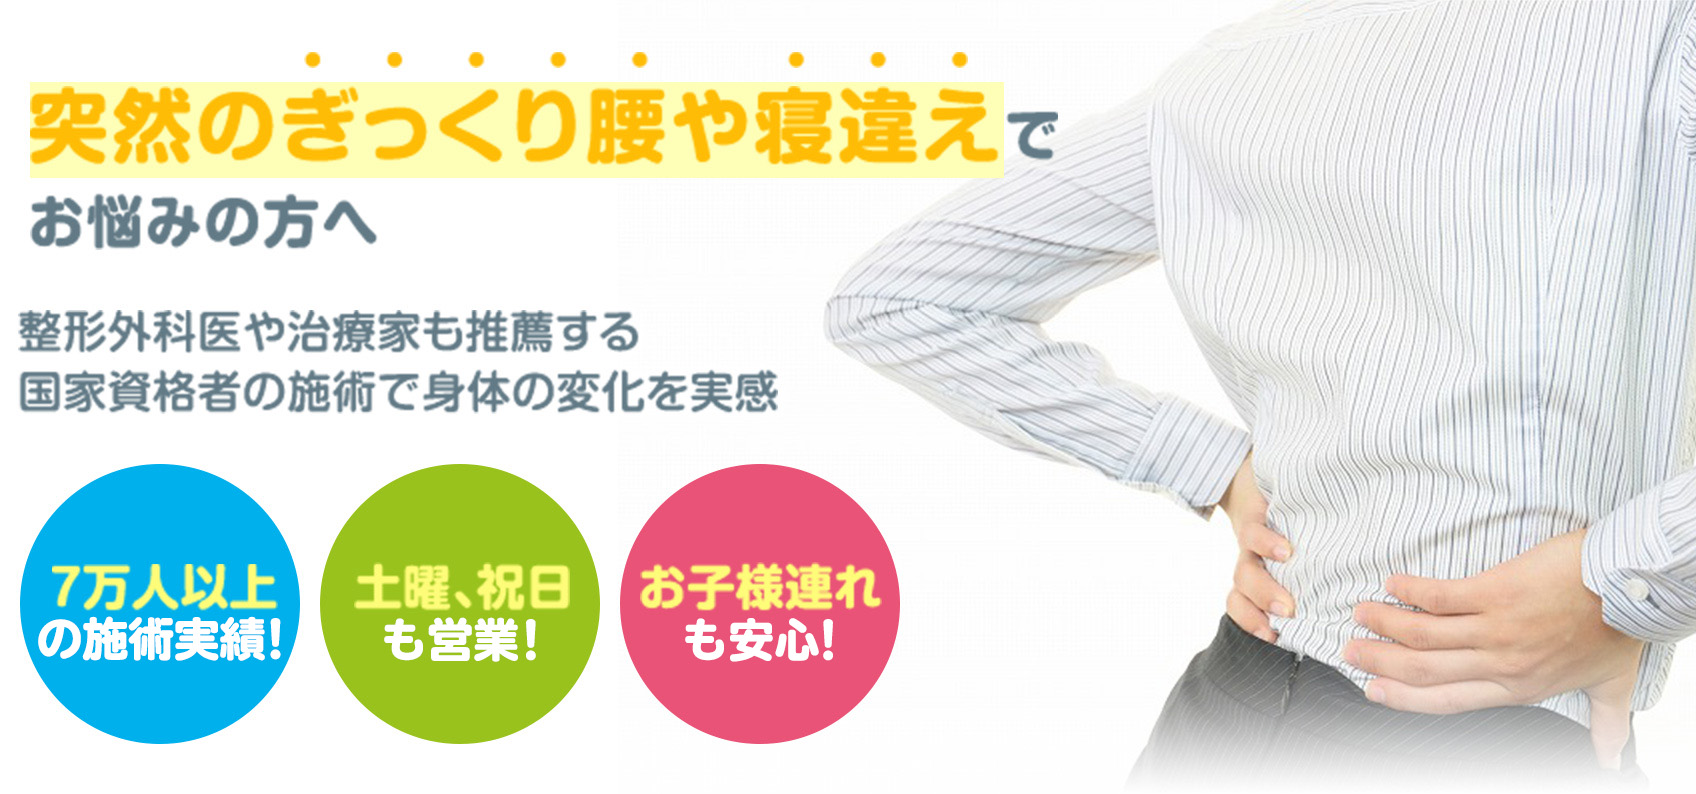 突然のぎっくり腰や寝違えで
お悩みの方へ
整形外科医や治療家も推薦する
国家資格者の施術で身体の変化を実感
7万人以上
の施術実績!
土曜、祝日
も営業!
お子様連れ
も安心!